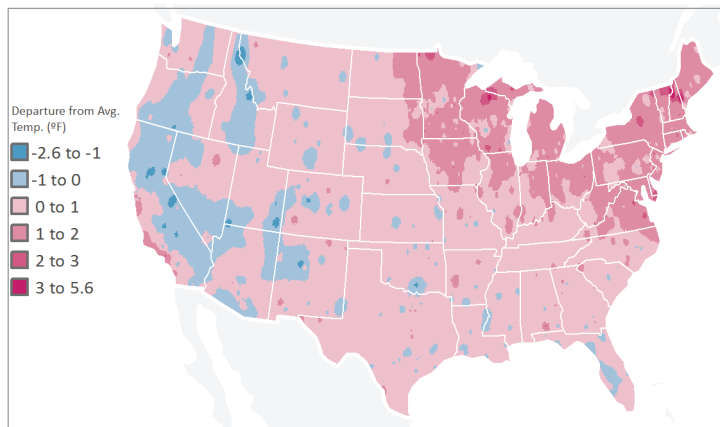 Departure from Avg.
Temp. (ºF)
-2.6 to -1
-1 to 0
0 to 1
1 to 2
2 to 3
3 to 5.6